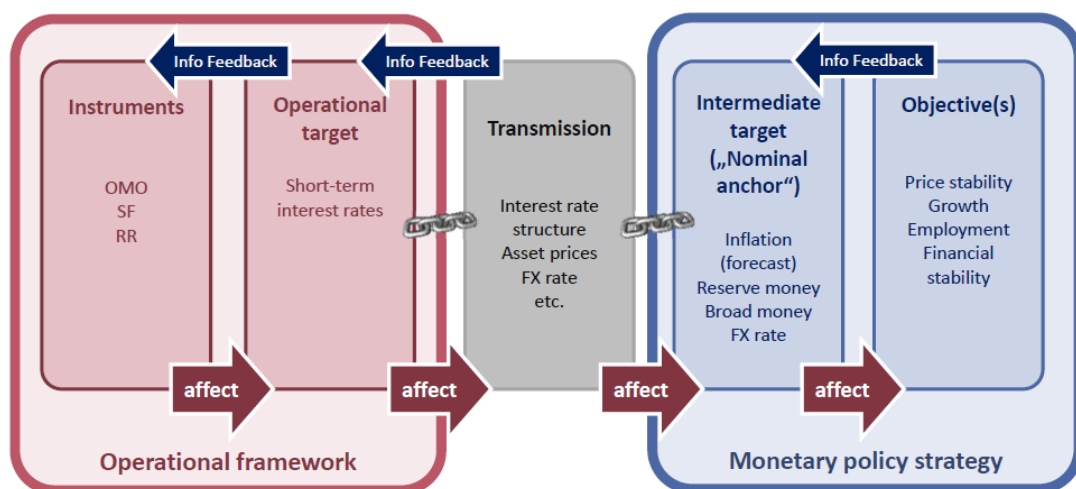 Info Feedback
Instruments
OMO
SF
RR
affect
Info Feedback
Operational
target
Short-term
interest rates
affect
Operational framework
Transmission
Interest rate
structure
Asset prices
FX rate
etc.
affect
Info Feedback
Intermediate
target
(„Nominal
anchor“)
Inflation
(forecast)
Reserve money
Broad money
FX rate
affect
Objective(s)
Price stability
Growth
Employment
Financial
stability
Monetary policy strategy